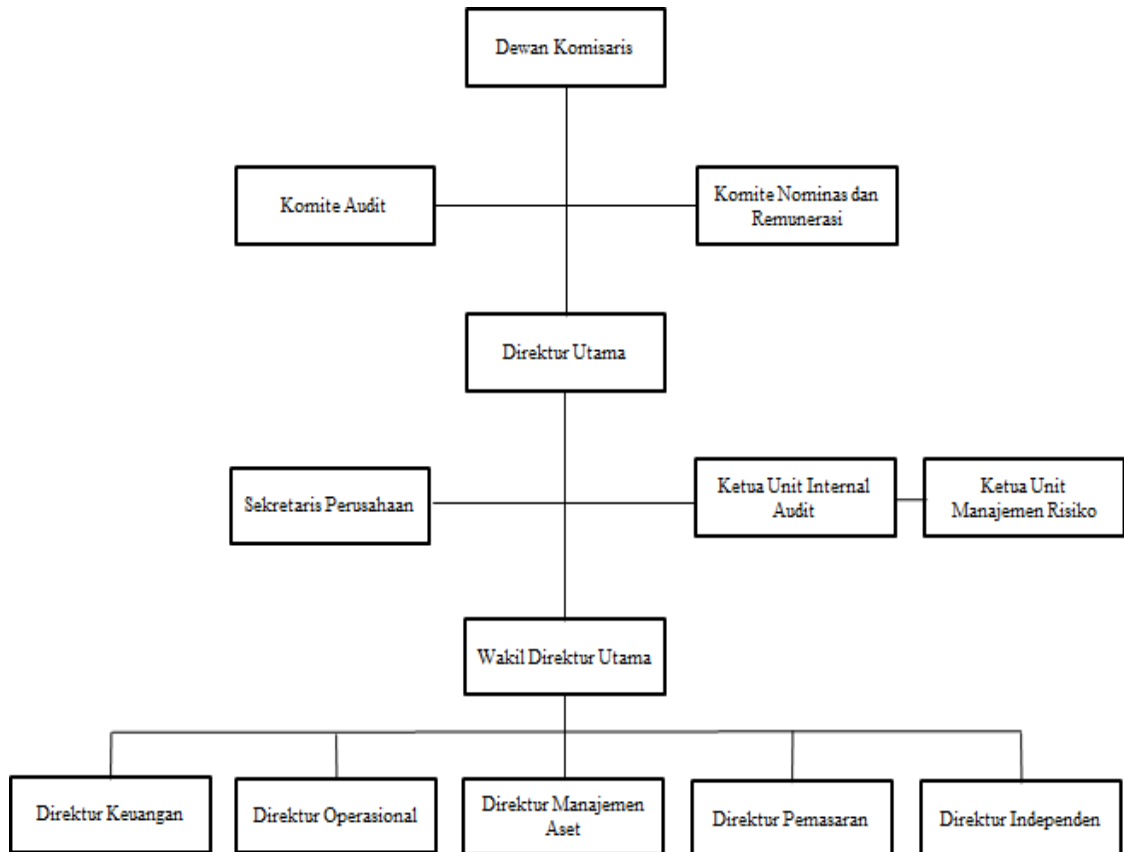 Dewan Komisaris
Komite Audit
Komite Nominas dan
Remunerasi
Direktur Utama
Sekretaris Perusahaan
Ketua Unit Internal
Audit
Ketua Unit
Manajemen Risiko
Wakil Direktur Utama
Direktur Keuangan
Direktur Operasional
Direktur Manajemen
Aset
Direktur Pemasaran
Direktur Independen